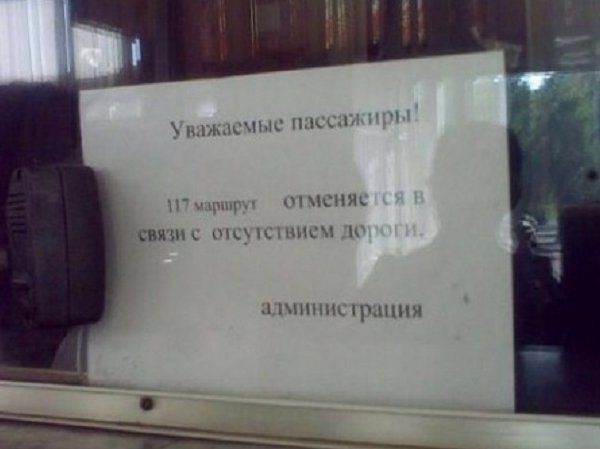 Уважаемые пассажиры!
117 маршрут отменяется в
связи с отсутствием дороги.
администрация